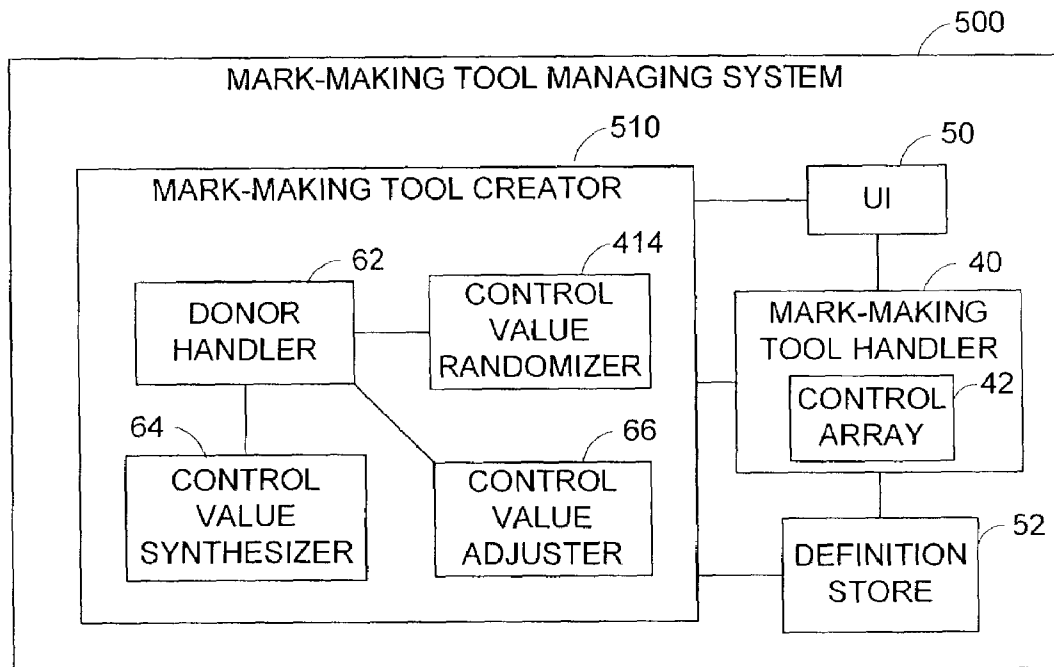 500
MARK-MAKING TOOL MANAGING SYSTEM
510
MARK-MAKING TOOL CREATOR
50
UI
62
DONOR
HANDLER
414
CONTROL
VALUE
RANDOMIZER
40
MARK-MAKING
TOOL HANDLER
42
CONTROL
ARRAY
64
CONTROL
VALUE
SYNTHESIZER
66
CONTROL
VALUE
ADJUSTER
52
DEFINITION
STORE